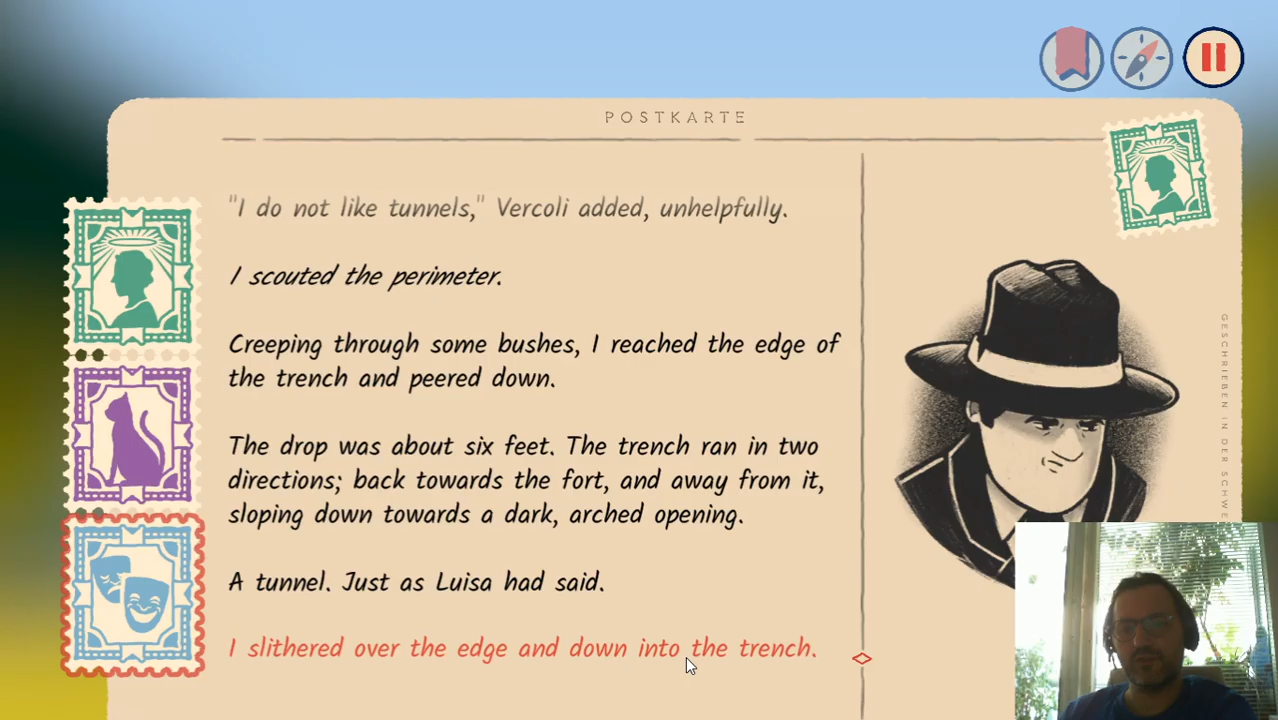 POSTKARTE
"I do not like tunnels," Vercoli added, unhelpfully.
I scouted the perimeter.
Creeping through some bushes, I reached the edge of
the trench and peered down.
The drop was about six feet. The trench ran in two
directions; back towards the fort, and away from it,
sloping down towards a dark, arched opening.
A tunnel. Just as Luisa had said.
I slithered over the edge and down into the trench.
GESCHRIEBEN IN DER